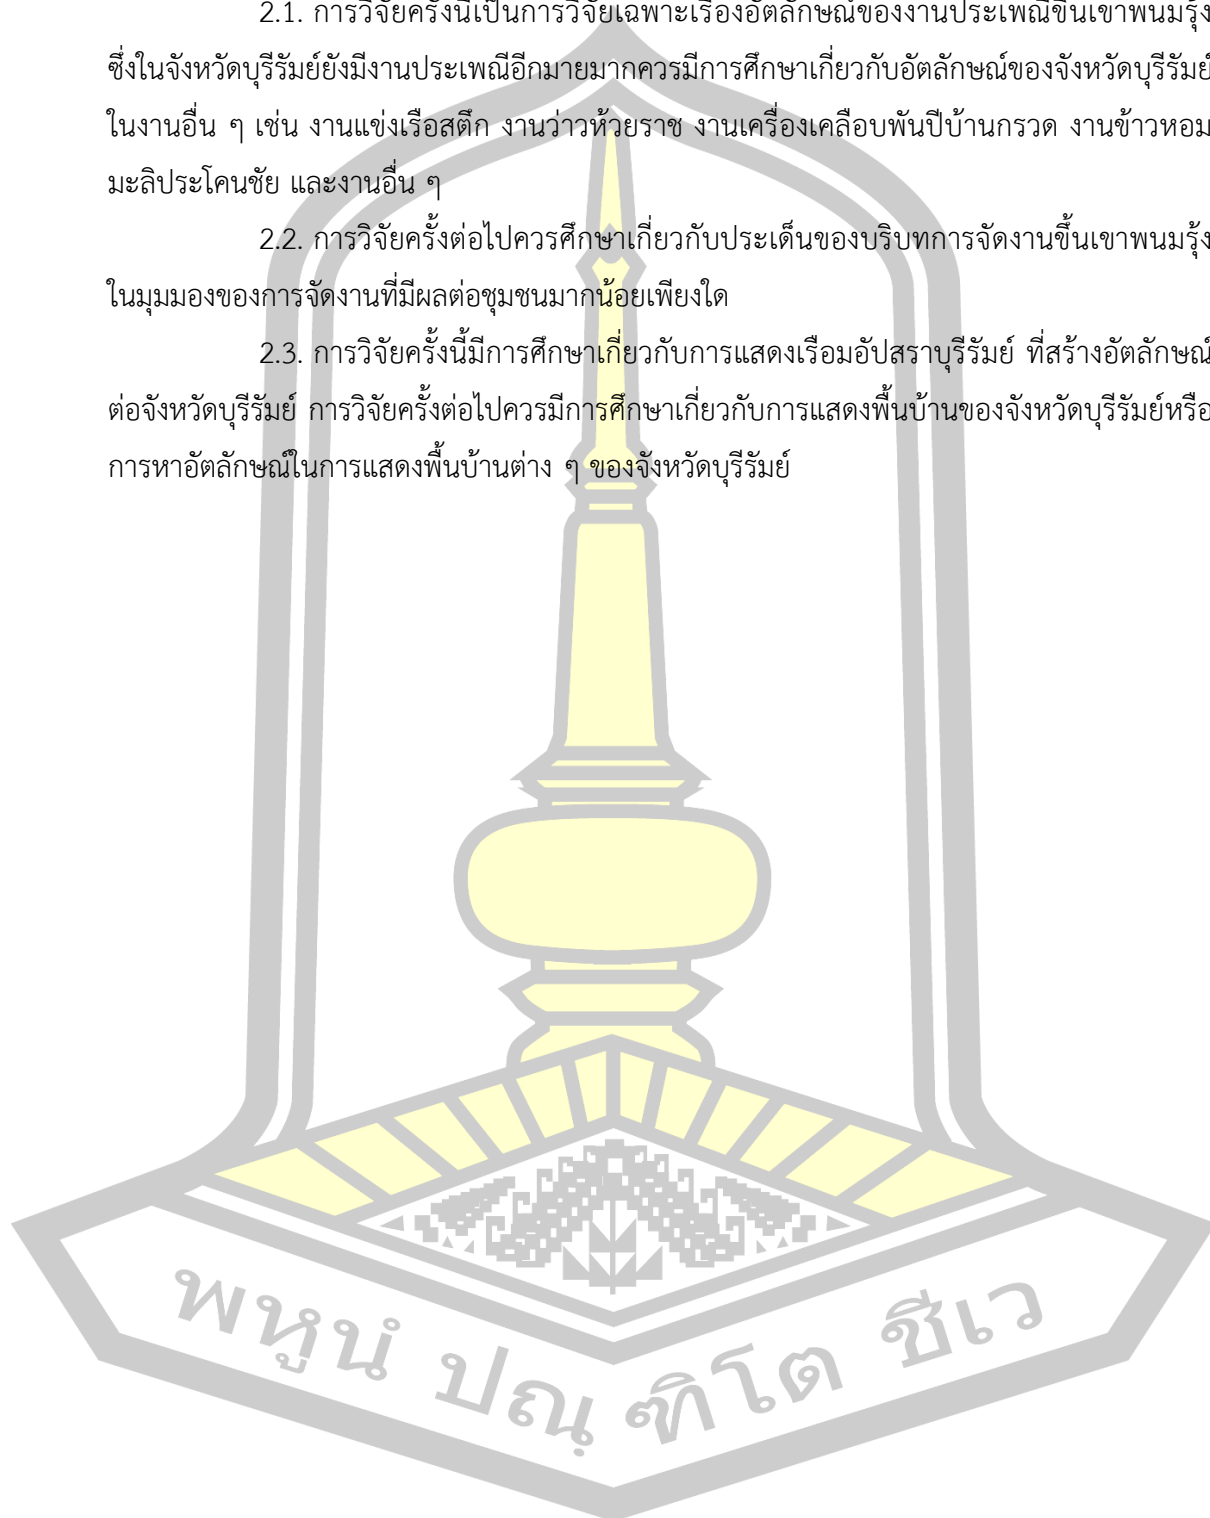 2.1. การวิจัยครั้งนี้เป็นการวิจัยเฉพาะเรื่องอัตลักษณ์ของงานประเพณีขึ้นเขาพนมรุ้ง
ซึ่งในจังหวัดบุรีรัมย์ยังมีงานประเพณีอีกมายมากควรมีการศึกษาเกี่ยวกับอัตลักษณ์ของจังหวัดบุรีรัมย์
ในงานอื่น ๆ เช่น งานแข่งเรือสตึก งานว่าวห้วยราช งานเครื่องเคลือบพันปีบ้านกรวด งานข้าวหอม
มะลิประโคนชัย และงานอื่น ๆ
2.2. การวิจัยครั้งต่อไปควรศึกษาเกี่ยวกับประเด็นของบริบทการจัดงานขึ้นเขาพนมรุ้ง
ในมุมมองของการจัดงานที่มีผลต่อชุมชนมากน้อยเพียงใด
2.3. การวิจัยครั้งนี้มีการศึกษาเกี่ยวกับการแสดงเรือมอัปสราบุรีรัมย์ ที่สร้างอัตลักษณ์
ต่อจังหวัดบุรีรัมย์ การวิจัยครั้งต่อไปควรมีการศึกษาเกี่ยวกับการแสดงพื้นบ้านของจังหวัดบุรีรัมย์หรือ
การหาอัตลักษณ์ในการแสดงพื้นบ้านต่าง ๆ ของจังหวัดบุรีรัมย์
พหูนํ ปณฺ ฑิโต ชีเว